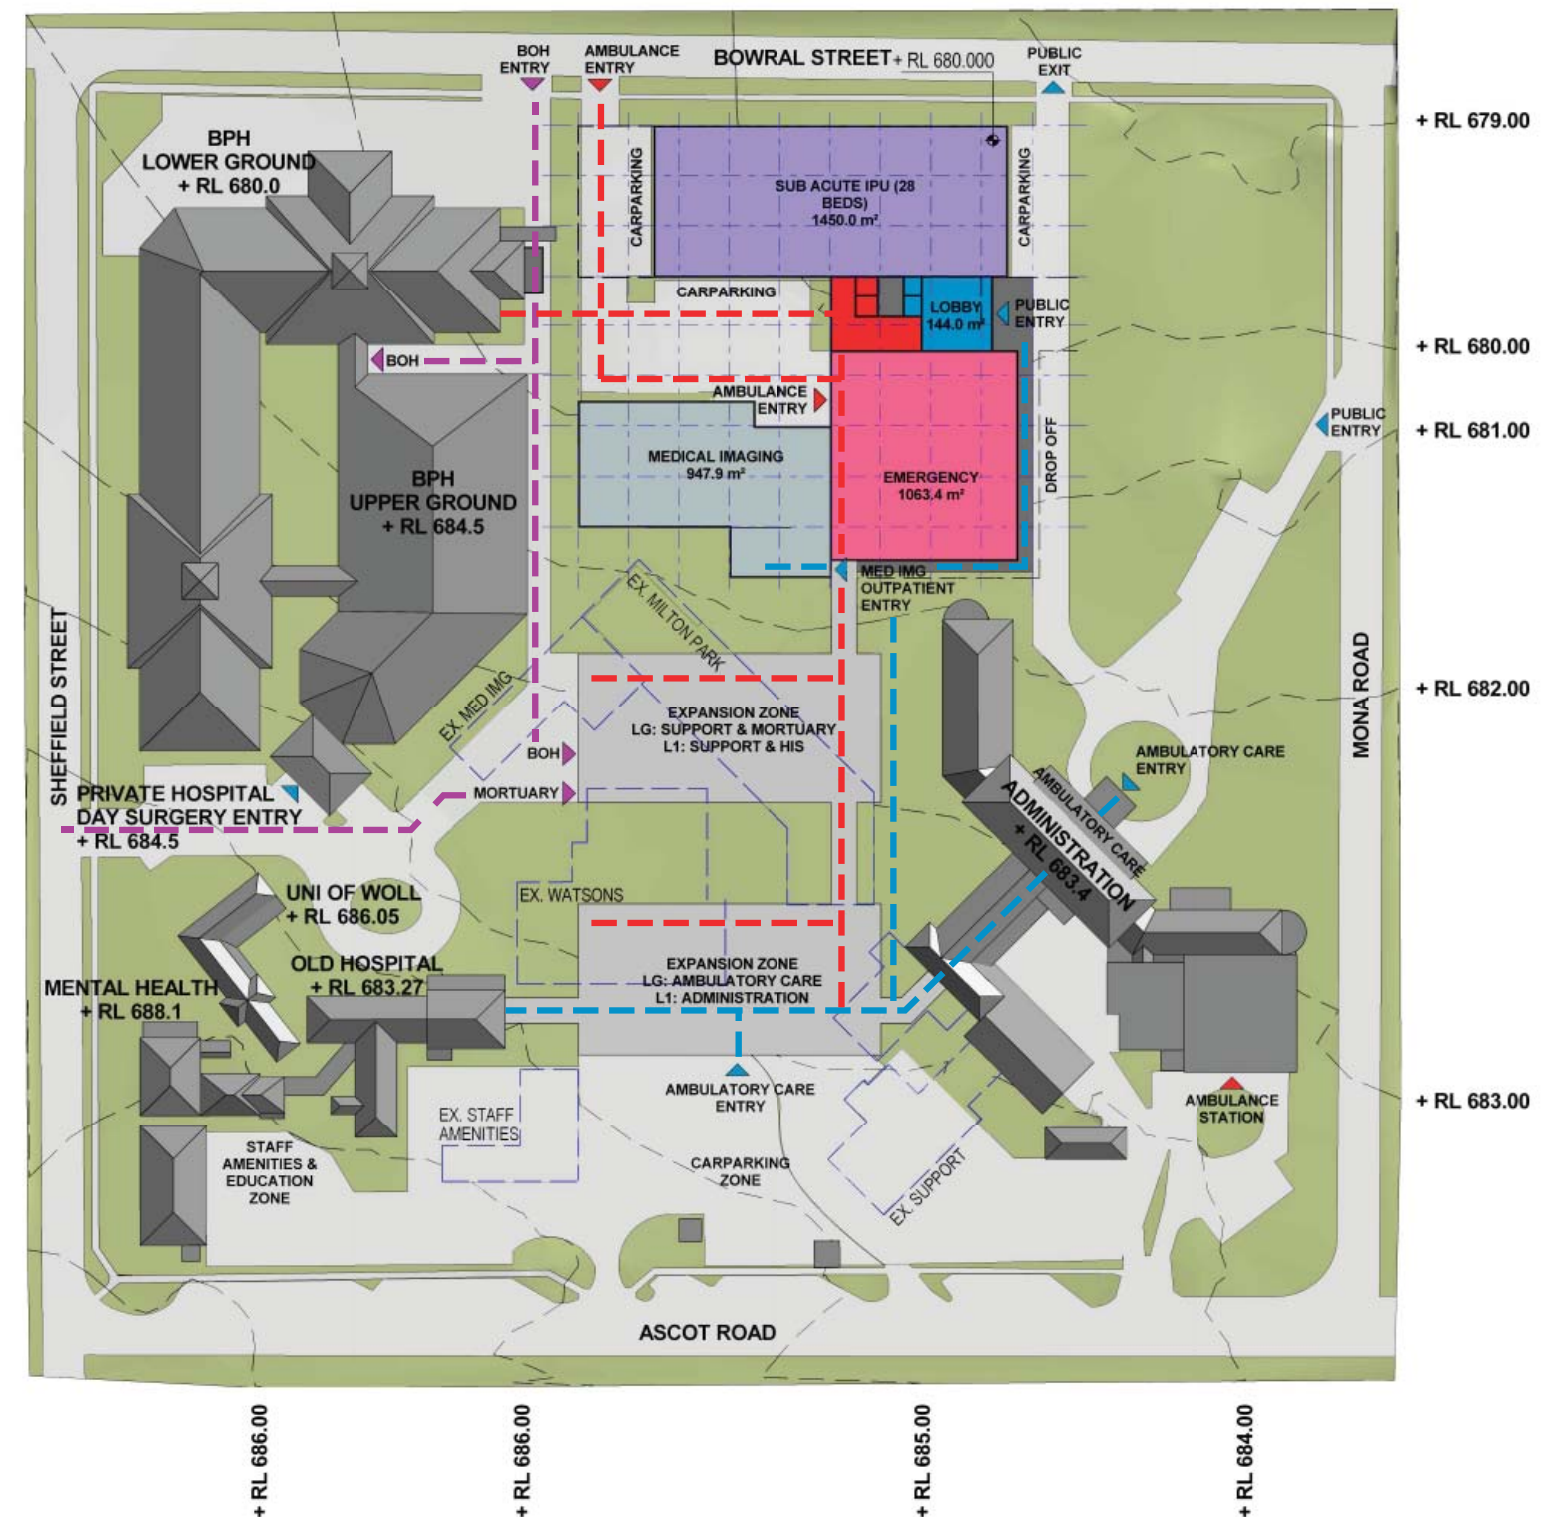 BOH
ENTRY
AMBULANCE
ENTRY
BOWRAL STREET
+ RL 680.000
PUBLIC
EXIT
+ RL 679.00
BPH
LOWER GROUND
+ RL 680.0
CARPARKING
SUB ACUTE IPU (28
BEDS)
1450.0 m²
CARPARKING
CARPARKING
LOBBY
144.0 m²
PUBLIC
ENTRY
+ RL 680.00
BOH
AMBULANCE
ENTRY
PUBLIC
ENTRY
+ RL 681.00
MEDICAL IMAGING
947.9 m²
EMERGENCY
1063.4 m²
DROP OFF
BPH
UPPER GROUND
+ RL 684.5
MED IMG
OUTPATIENT
ENTRY
EX. MILTON PARK
SHEFFIELD STREET
MONA ROAD
EX. MED IMG
+ RL 682.00
EXPANSION ZONE
LG: SUPPORT & MORTUARY
L1: SUPPORT & HIS
BOH
MORTUARY
AMBULATORY CARE
ENTRY
AMBULATORY CARE
ADMINISTRATION
+ RL 683.4
PRIVATE HOSPITAL
DAY SURGERY ENTRY
+ RL 684.5
EX. WATSONS
UNI OF WOLL
+ RL 686.05
OLD HOSPITAL
+ RL 683.27
MENTAL HEALTH
+ RL 688.1
EXPANSION ZONE
LG: AMBULATORY CARE
L1: ADMINISTRATION
AMBULATORY CARE
ENTRY
EX. STAFF
AMENITIES
AMBULANCE
STATION
+ RL 683.00
STAFF
AMENITIES &
EDUCATION
ZONE
CARPARKING
ZONE
EX. SUPPORT
ASCOT ROAD
+ RL 686.00
+ RL 686.00
+ RL 685.00
+ RL 684.00